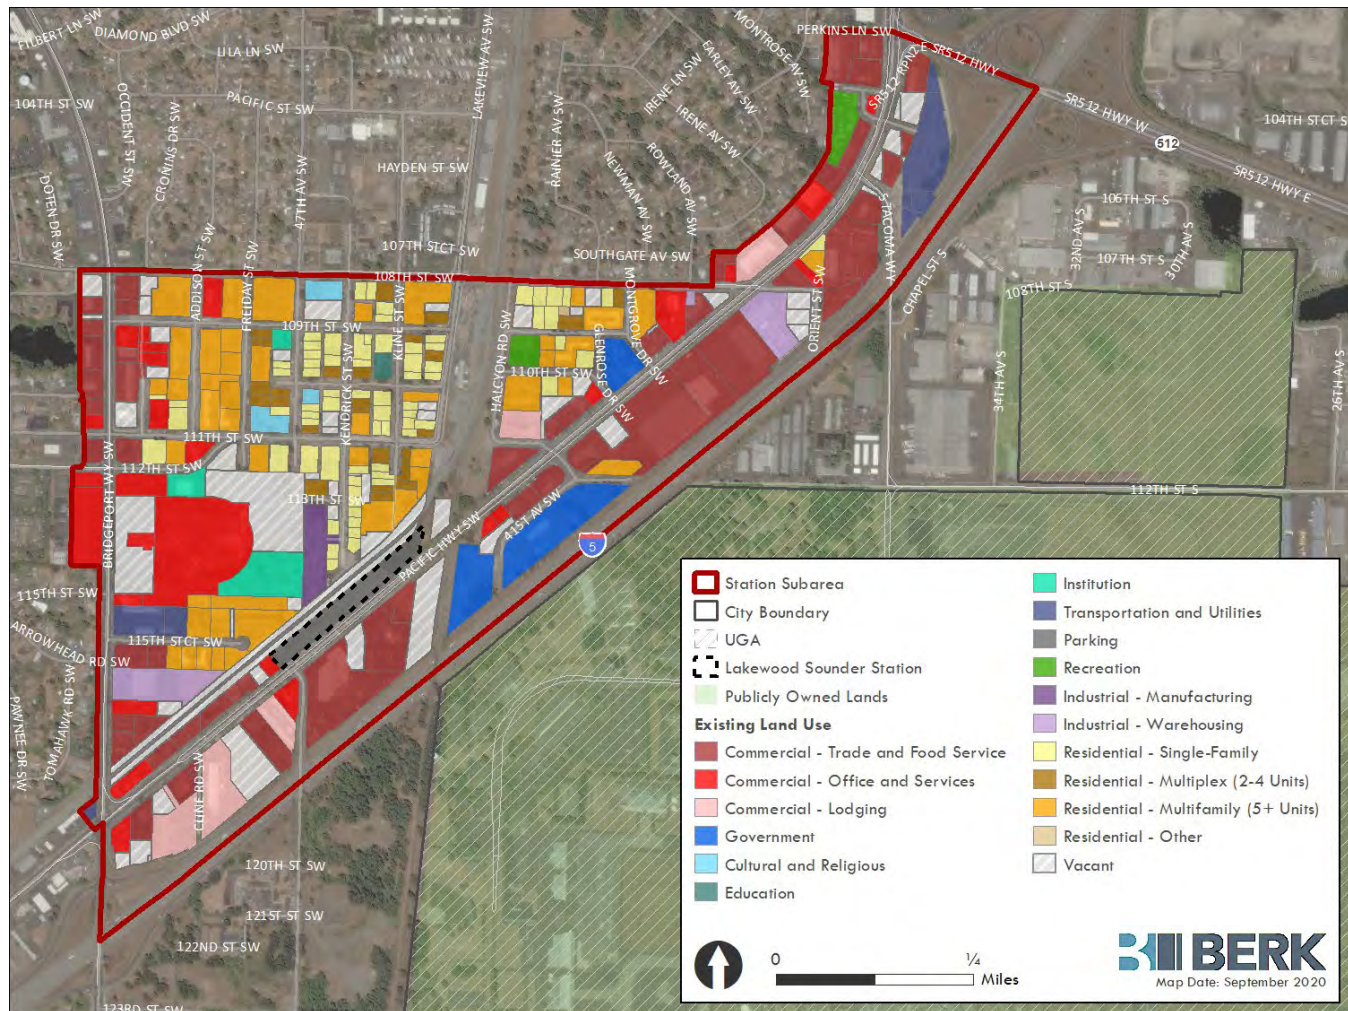 FILBERT LN SW
DIAMOND BLVD SW
LILA LN SW
LAKEVIEW AV SW
MONTROSE AV SW
PERKINS LN SW
EARLEY AV SW
IRENE LN SW
SR512 RPNZ E SR512 HWY
104TH ST SW
OCCIDENT ST SW
PACIFIC ST SW
CRONINS DR SW
RAINIER AV SW
IRENE AV SW
SR512 HWY W
104TH STCT S
512
47TH AV SW
HAYDEN ST SW
NEWMAN AV SW
ROWLAND AV SW
SR512 HWY E
DOTEN DR SW
106TH ST S
ADDISON ST SW
FREIDAY ST SW
107TH STCT SW
SOUTHGATE AV SW
S TACOMA WY
32ND AV S
107TH ST S
30TH AV S
108TH ST SW
MONTGROVE DR SW
ORIENT ST SW
CHAPEL ST S
108TH ST S
KLINE ST SW
109TH ST SW
HALCYON RD SW
GLENROSE DR SW
110TH ST SW
34TH AV S
26TH AV S
KENDRICK ST SW
111TH ST SW
112TH ST SW
113TH ST SW
BRIDGEPORT WY SW
41ST AV SW
PACIFIC HWY SW
112TH ST S
5
115TH ST SW
115TH STCT SW
ARROWHEAD RD SW
TOMAHAWK RD SW
PAWNEE DR SW
CLINE RD SW
120TH ST SW
121ST ST SW
122ND ST SW
123RD ST SW
Station Subarea
City Boundary
UGA
Lakewood Sounder Station
Publicly Owned Lands
Existing Land Use
Commercial - Trade and Food Service
Commercial - Office and Services
Commercial - Lodging
Government
Cultural and Religious
Education
Institution
Transportation and Utilities
Parking
Recreation
Industrial - Manufacturing
Industrial - Warehousing
Residential - Single-Family
Residential - Multiplex (2-4 Units)
Residential - Multifamily (5+ Units)
Residential - Other
Vacant
0
¼
Miles
BERK
Map Date: September 2020